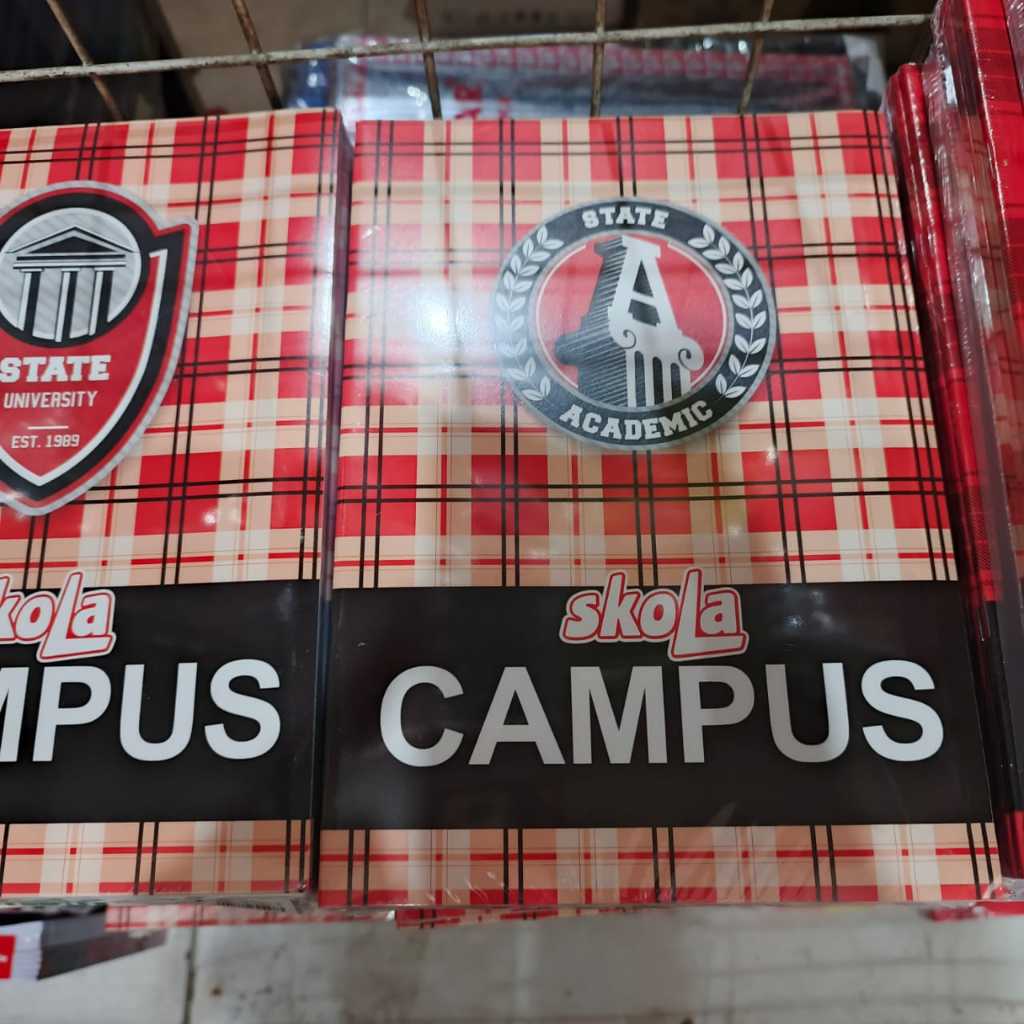 STATE
UNIVERSITY
EST. 1989
skoLa
MPUS
STATE
ACADEMIC
A
skoLa
CAMPUS